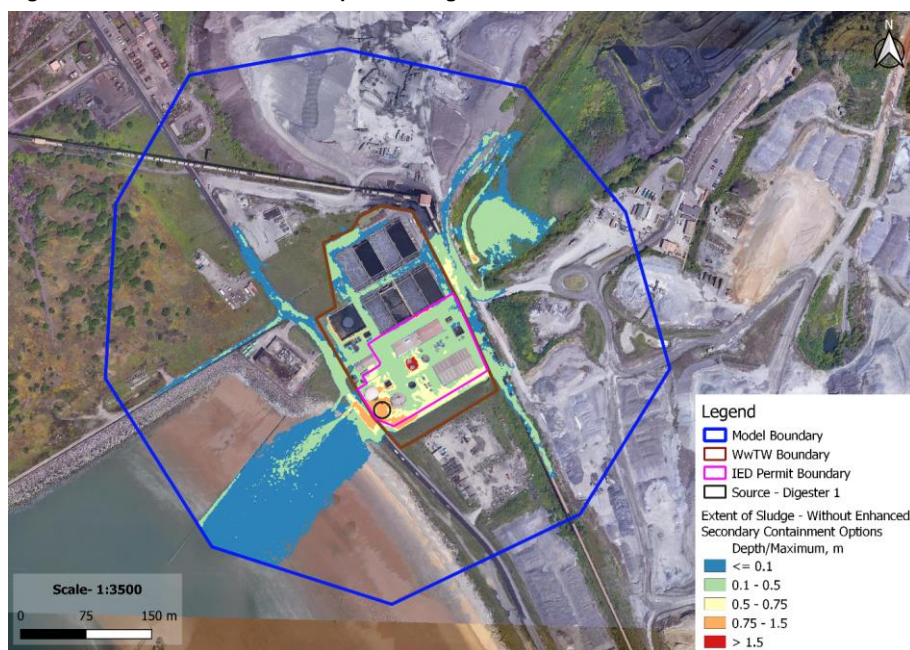 N
Legend
Model Boundary
WwTW Boundary
IED Permit Boundary
Source - Digester 1
Extent of Sludge - Without Enhanced
Secondary Containment Options
Depth/Maximum, m
<= 0.1
0.1 - 0.5
0.5 - 0.75
0.75 - 1.5
> 1.5
Scale- 1:3500
0 75 150 m